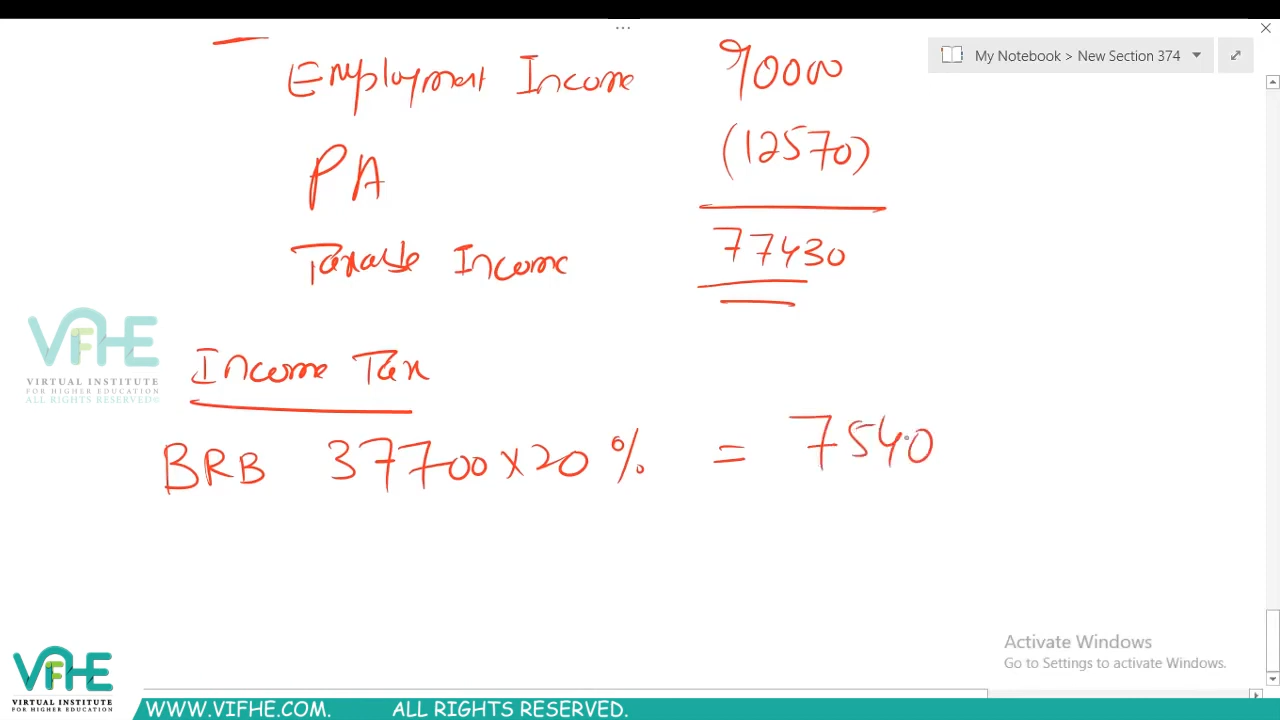 ...
My Notebook > New Section 374
Employment Income 90000
PA (12570)
Taxable Income 77430
VIFHE
VIRTUAL INSTITUTE
FOR HIGHER EDUCATION
ALL RIGHTS RESERVED©
Income Tax
BRB 37700 x 20 % = 7540
Activate Windows
Go to Settings to activate Windows.
VIFHE
VIRTUAL INSTITUTE
FOR HIGHER EDUCATION
WWW.VIFHE.COM. ALL RIGHTS RESERVED.